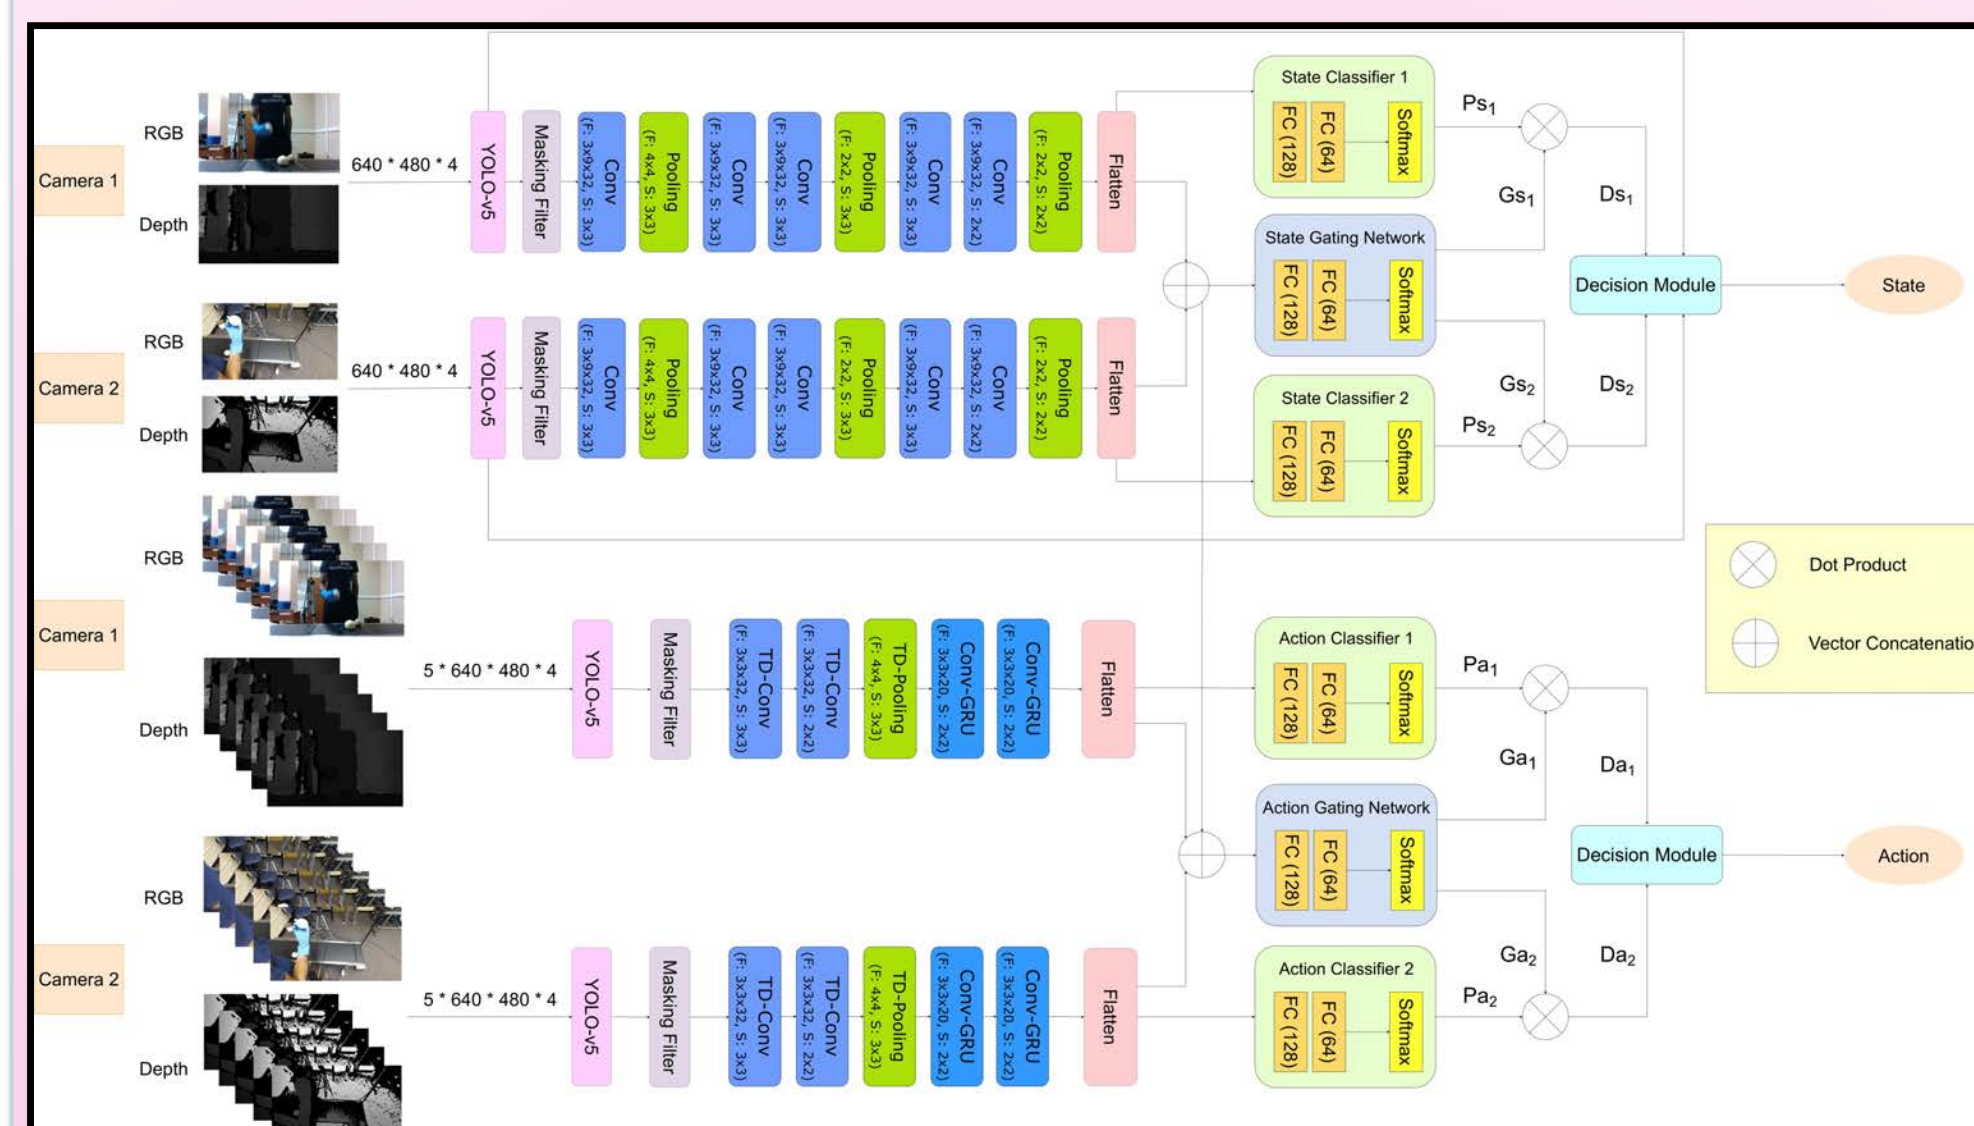 Camera 1
RGB
Depth
640 * 480 * 4
YOLO-v5
Masking Filter
Conv
(F: 3x9x32, S: 3x3)
Pooling
(F: 4x4, S: 3x3)
Conv
(F: 3x9x32, S: 3x3)
Conv
(F: 3x9x32, S: 3x3)
Pooling
(F: 2x2, S: 3x3)
Conv
(F: 3x9x32, S: 3x3)
Conv
(F: 3x9x32, S: 2x2)
Pooling
(F: 2x2, S: 2x2)
Flatten
State Classifier 1
FC (128)
FC (64)
Softmax
Ps1
Gs1
Ds1
State Gating Network
FC (128)
FC (64)
Softmax
Decision Module
State
Camera 2
RGB
Depth
640 * 480 * 4
YOLO-v5
Masking Filter
Conv
(F: 3x9x32, S: 3x3)
Pooling
(F: 4x4, S: 3x3)
Conv
(F: 3x9x32, S: 3x3)
Conv
(F: 3x9x32, S: 3x3)
Pooling
(F: 2x2, S: 3x3)
Conv
(F: 3x9x32, S: 3x3)
Conv
(F: 3x9x32, S: 2x2)
Pooling
(F: 2x2, S: 2x2)
Flatten
State Classifier 2
FC (128)
FC (64)
Softmax
Gs2
Ps2
Ds2
Dot Product
Vector Concatenatio
Camera 1
RGB
Depth
5 * 640 * 480 * 4
YOLO-v5
Masking Filter
TD-Conv
(F: 3x3x32, S: 3x3)
TD-Conv
(F: 3x3x32, S: 2x2)
TD-Pooling
(F: 4x4, S: 3x3)
Conv-GRU
(F: 3x3x20, S: 2x2)
Conv-GRU
(F: 3x3x20, S: 2x2)
Flatten
Action Classifier 1
FC (128)
FC (64)
Softmax
Pa1
Ga1
Da1
Action Gating Network
FC (128)
FC (64)
Softmax
Decision Module
Action
Camera 2
RGB
Depth
5 * 640 * 480 * 4
YOLO-v5
Masking Filter
TD-Conv
(F: 3x3x32, S: 3x3)
TD-Conv
(F: 3x3x32, S: 2x2)
TD-Pooling
(F: 4x4, S: 3x3)
Conv-GRU
(F: 3x3x20, S: 2x2)
Conv-GRU
(F: 3x3x20, S: 2x2)
Flatten
Action Classifier 2
FC (128)
FC (64)
Softmax
Ga2
Pa2
Da2